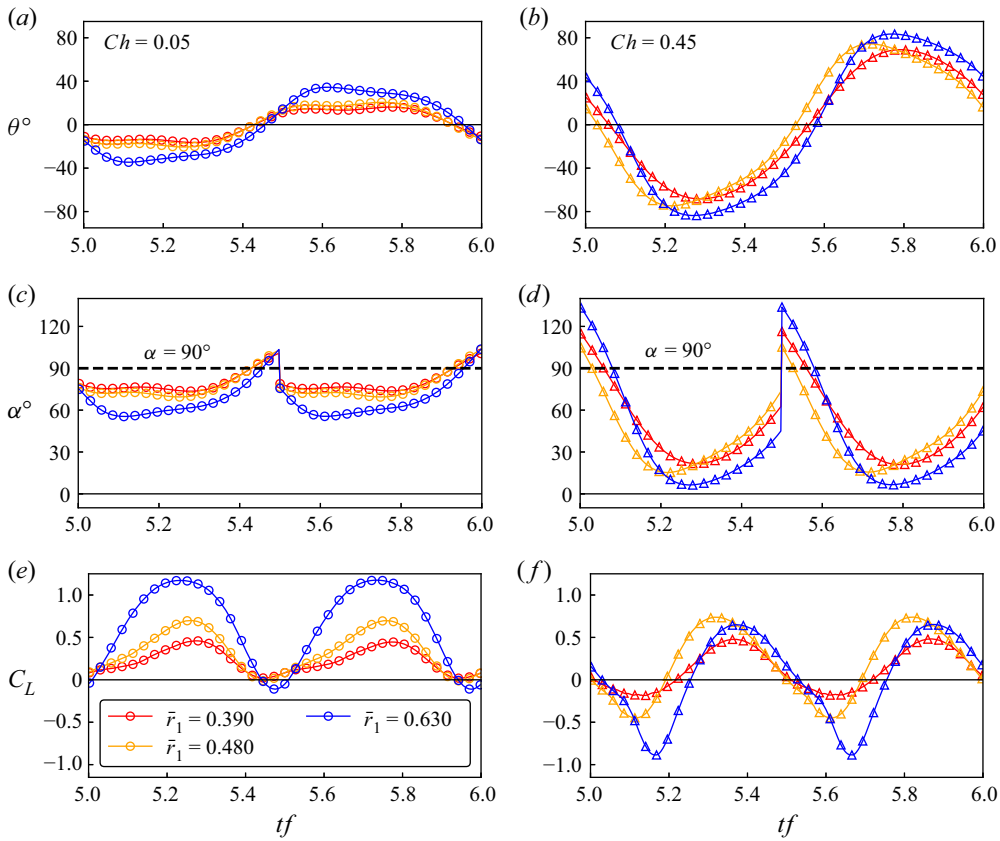 (a) (b)
80 Ch = 0.05 80 Ch = 0.45
40 40
θ° 0 0
−40 −40
−80 −80
5.0 5.2 5.4 5.6 5.8 6.0 5.0 5.2 5.4 5.6 5.8 6.0
(c) (d)
120 120
α = 90° α = 90°
90 90
α° 60 60
30 30
0 0
5.0 5.2 5.4 5.6 5.8 6.0 5.0 5.2 5.4 5.6 5.8 6.0
(e) (f)
1.0 1.0
0.5 0.5
C_L 0 0
r̄₁ = 0.390 r̄₁ = 0.630
−0.5 −0.5
r̄₁ = 0.480
−1.0 −1.0
5.0 5.2 5.4 5.6 5.8 6.0 5.0 5.2 5.4 5.6 5.8 6.0
tf tf